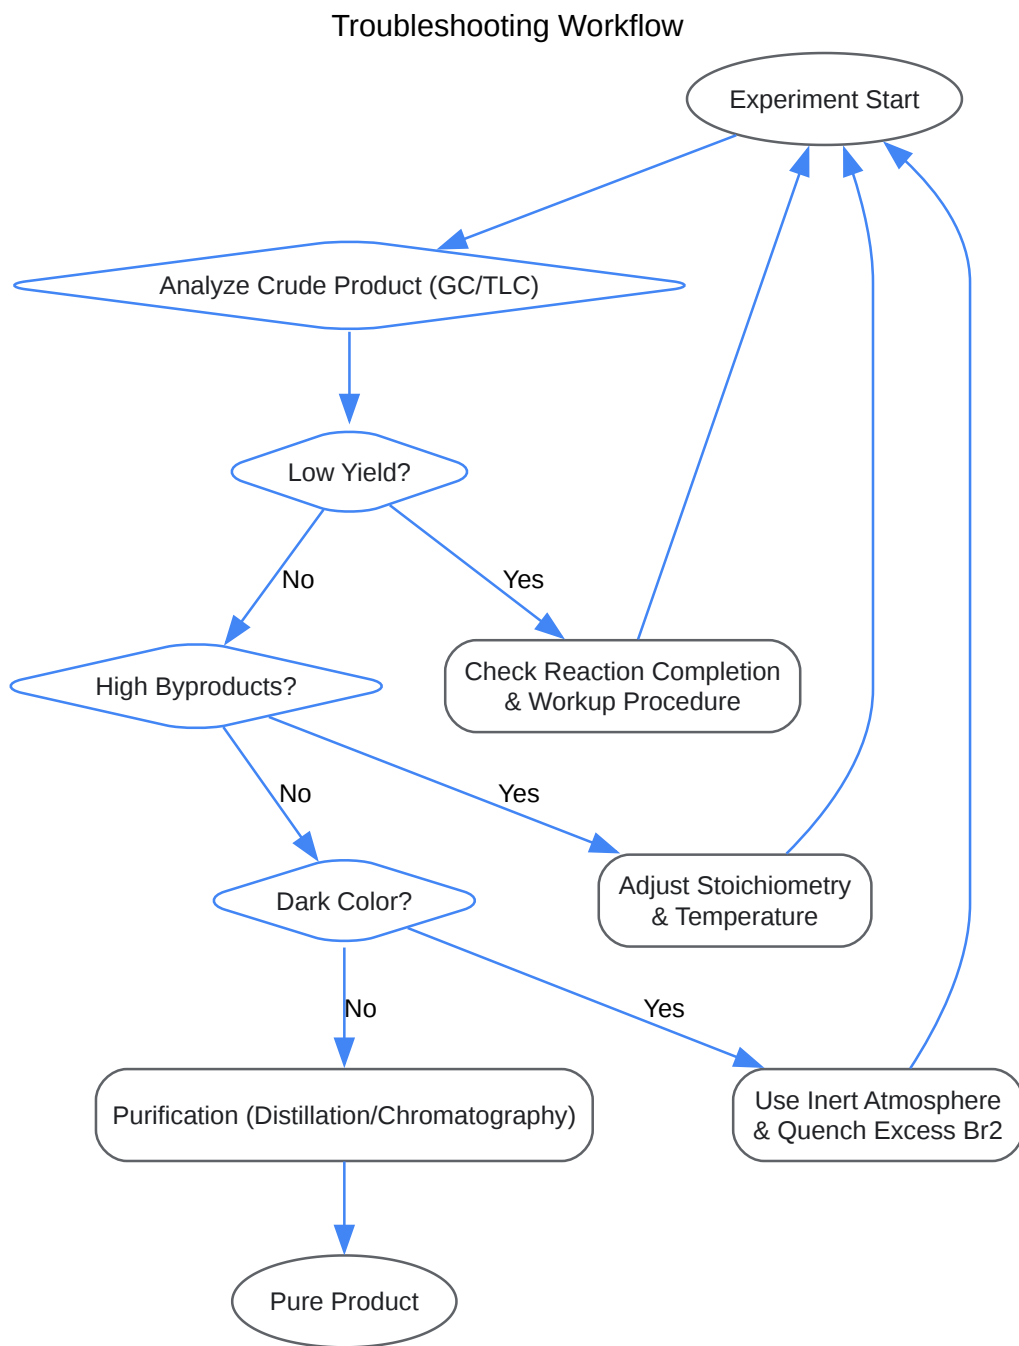 Troubleshooting Workflow
Experiment Start
Analyze Crude Product (GC/TLC)
Low Yield?
No
Yes
Check Reaction Completion
& Workup Procedure
High Byproducts?
No
Yes
Adjust Stoichiometry
& Temperature
Dark Color?
No
Yes
Use Inert Atmosphere
& Quench Excess Br2
Purification (Distillation/Chromatography)
Pure Product